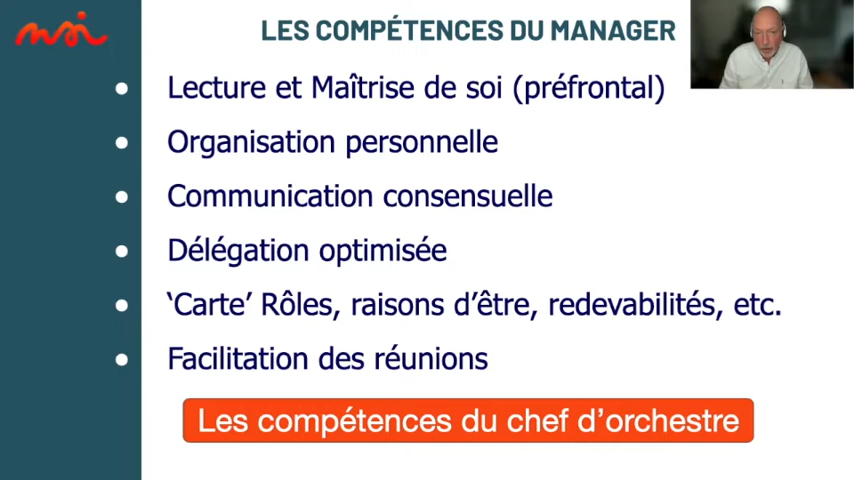 nsi
LES COMPÉTENCES DU MANAGER
• Lecture et Maîtrise de soi (préfrontal)
• Organisation personnelle
• Communication consensuelle
• Délégation optimisée
• ‘Carte’ Rôles, raisons d’être, redevabilités, etc.
• Facilitation des réunions
Les compétences du chef d’orchestre